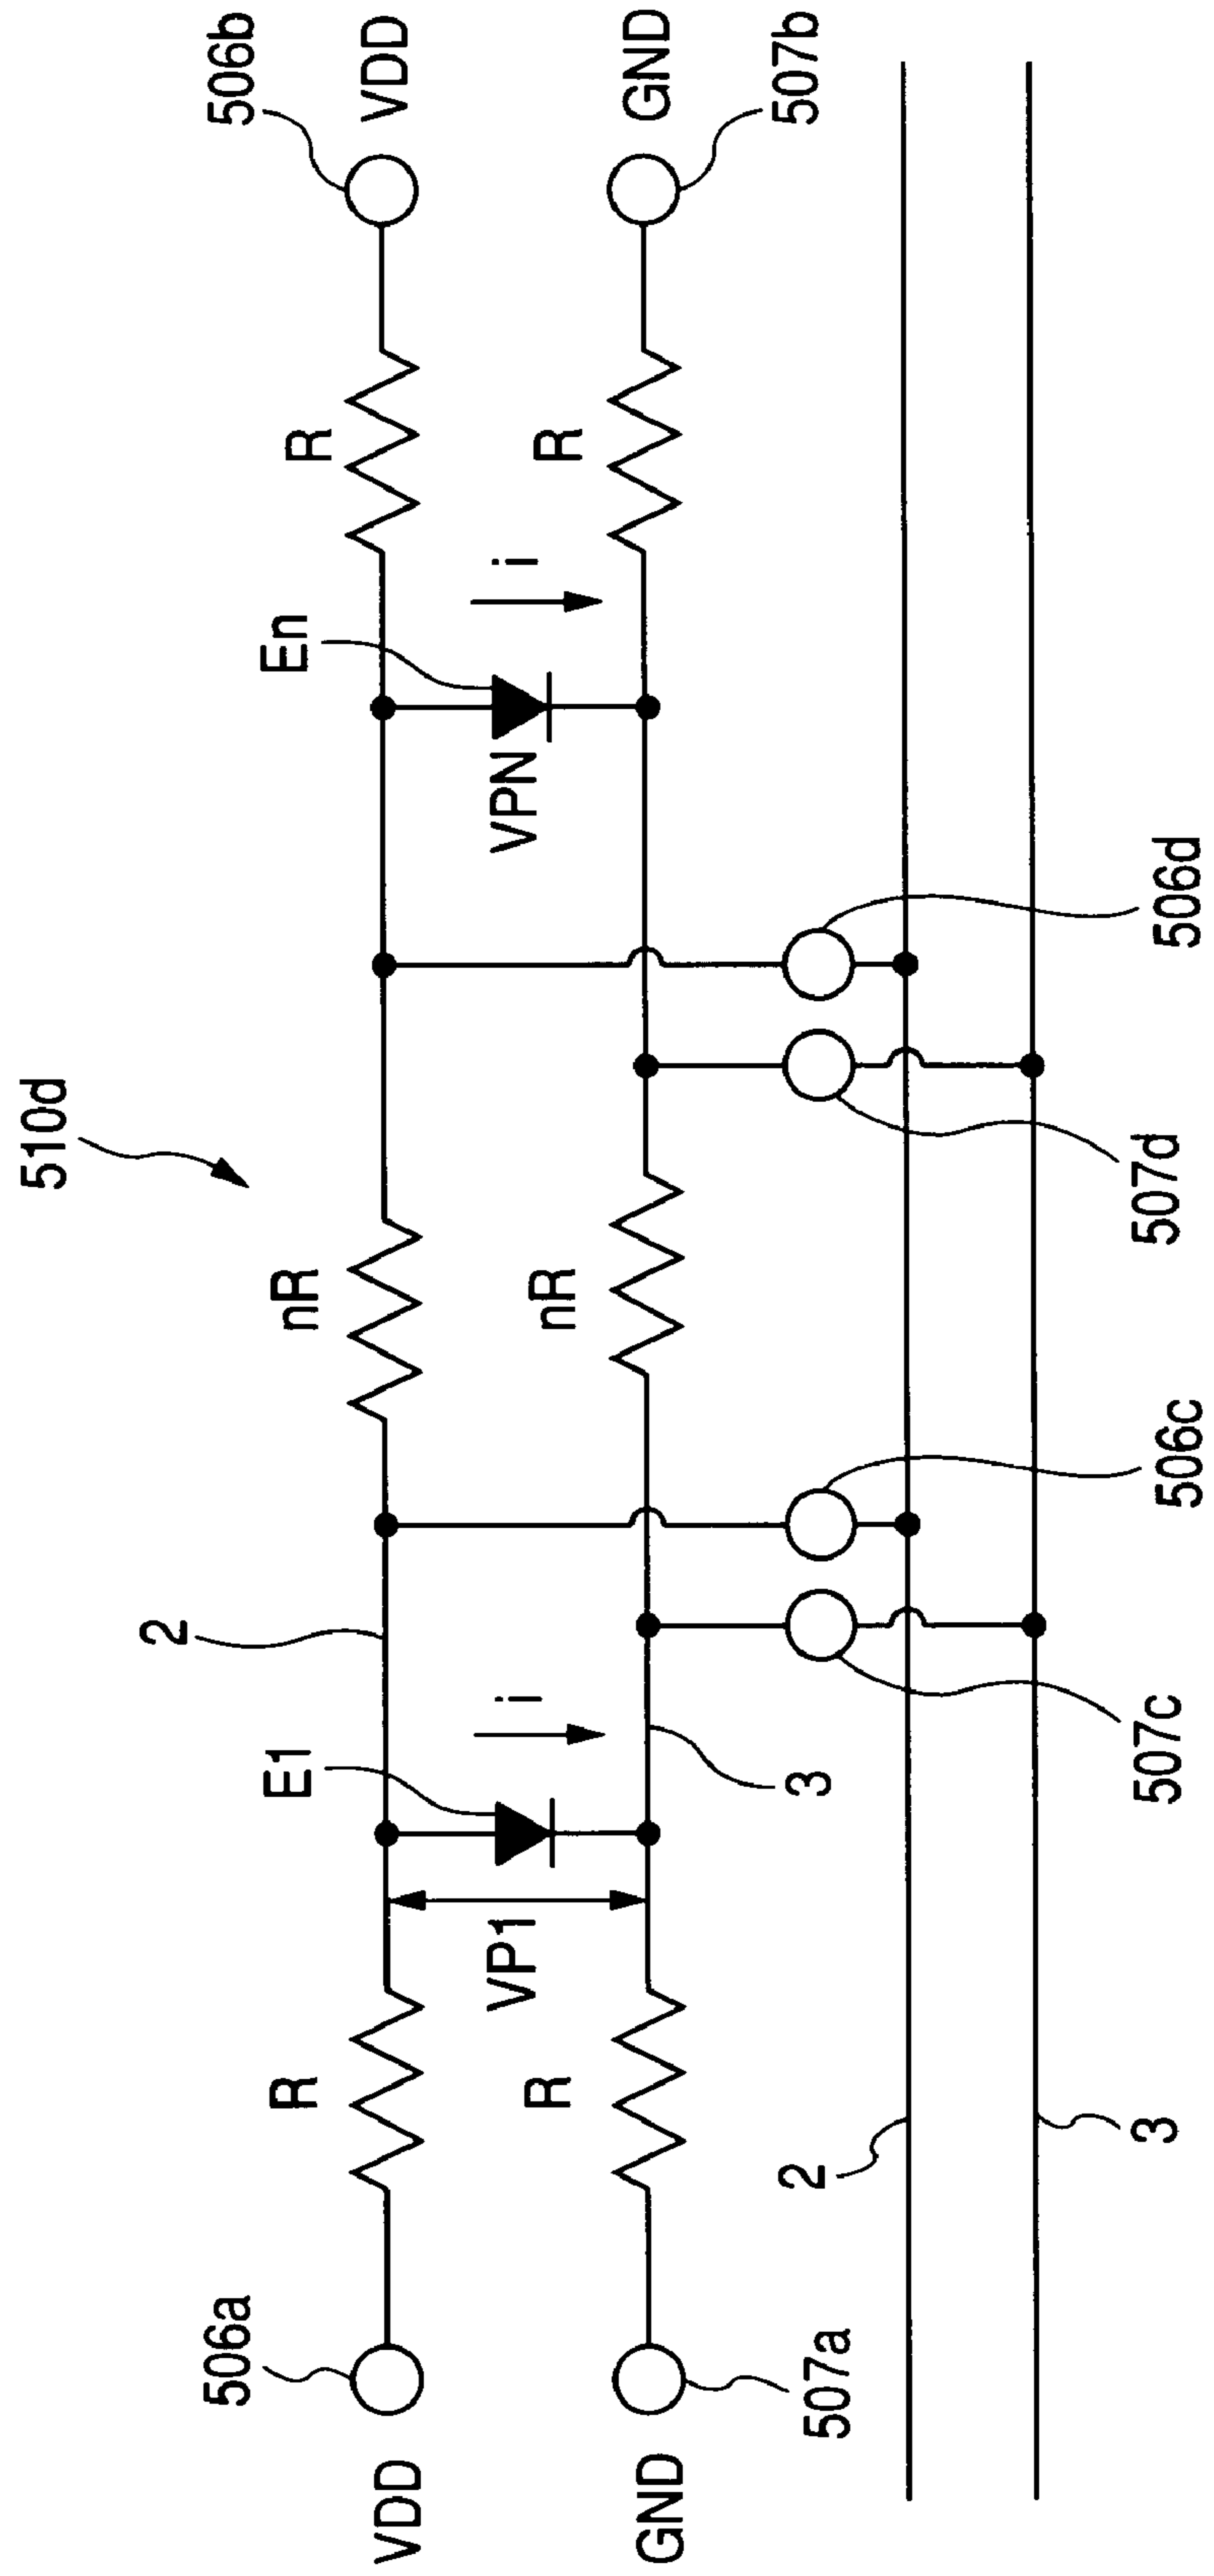 510d
506a
VDD
R
E1
2
nR
En
R
506b
VDD
VP1
i
VPN
i
GND
507a
R
3
nR
R
GND
507b
2
3
507c
506c
507d
506d